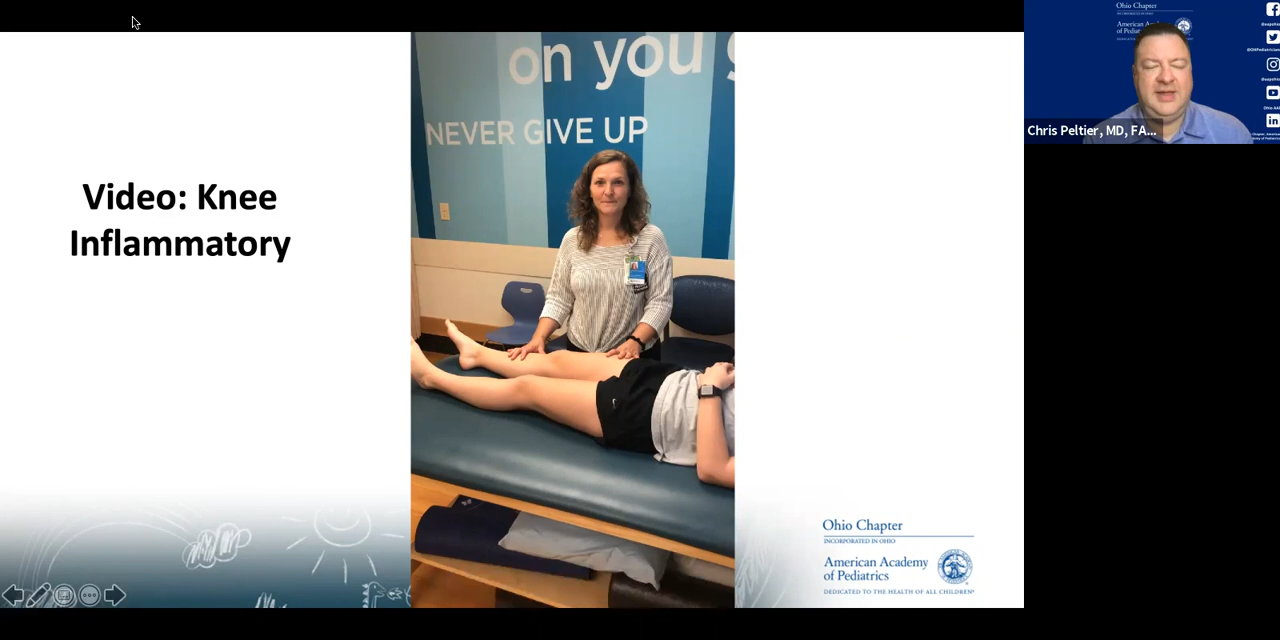 on you
NEVER GIVE UP
Video: Knee
Inflammatory
Ohio Chapter
INCORPORATED IN OHIO
American Academy
of Pediatrics
DEDICATED TO THE HEALTH OF ALL CHILDREN®
Ohio Chapter
American
of Pediatrics
Chris Peltier, MD, FA...